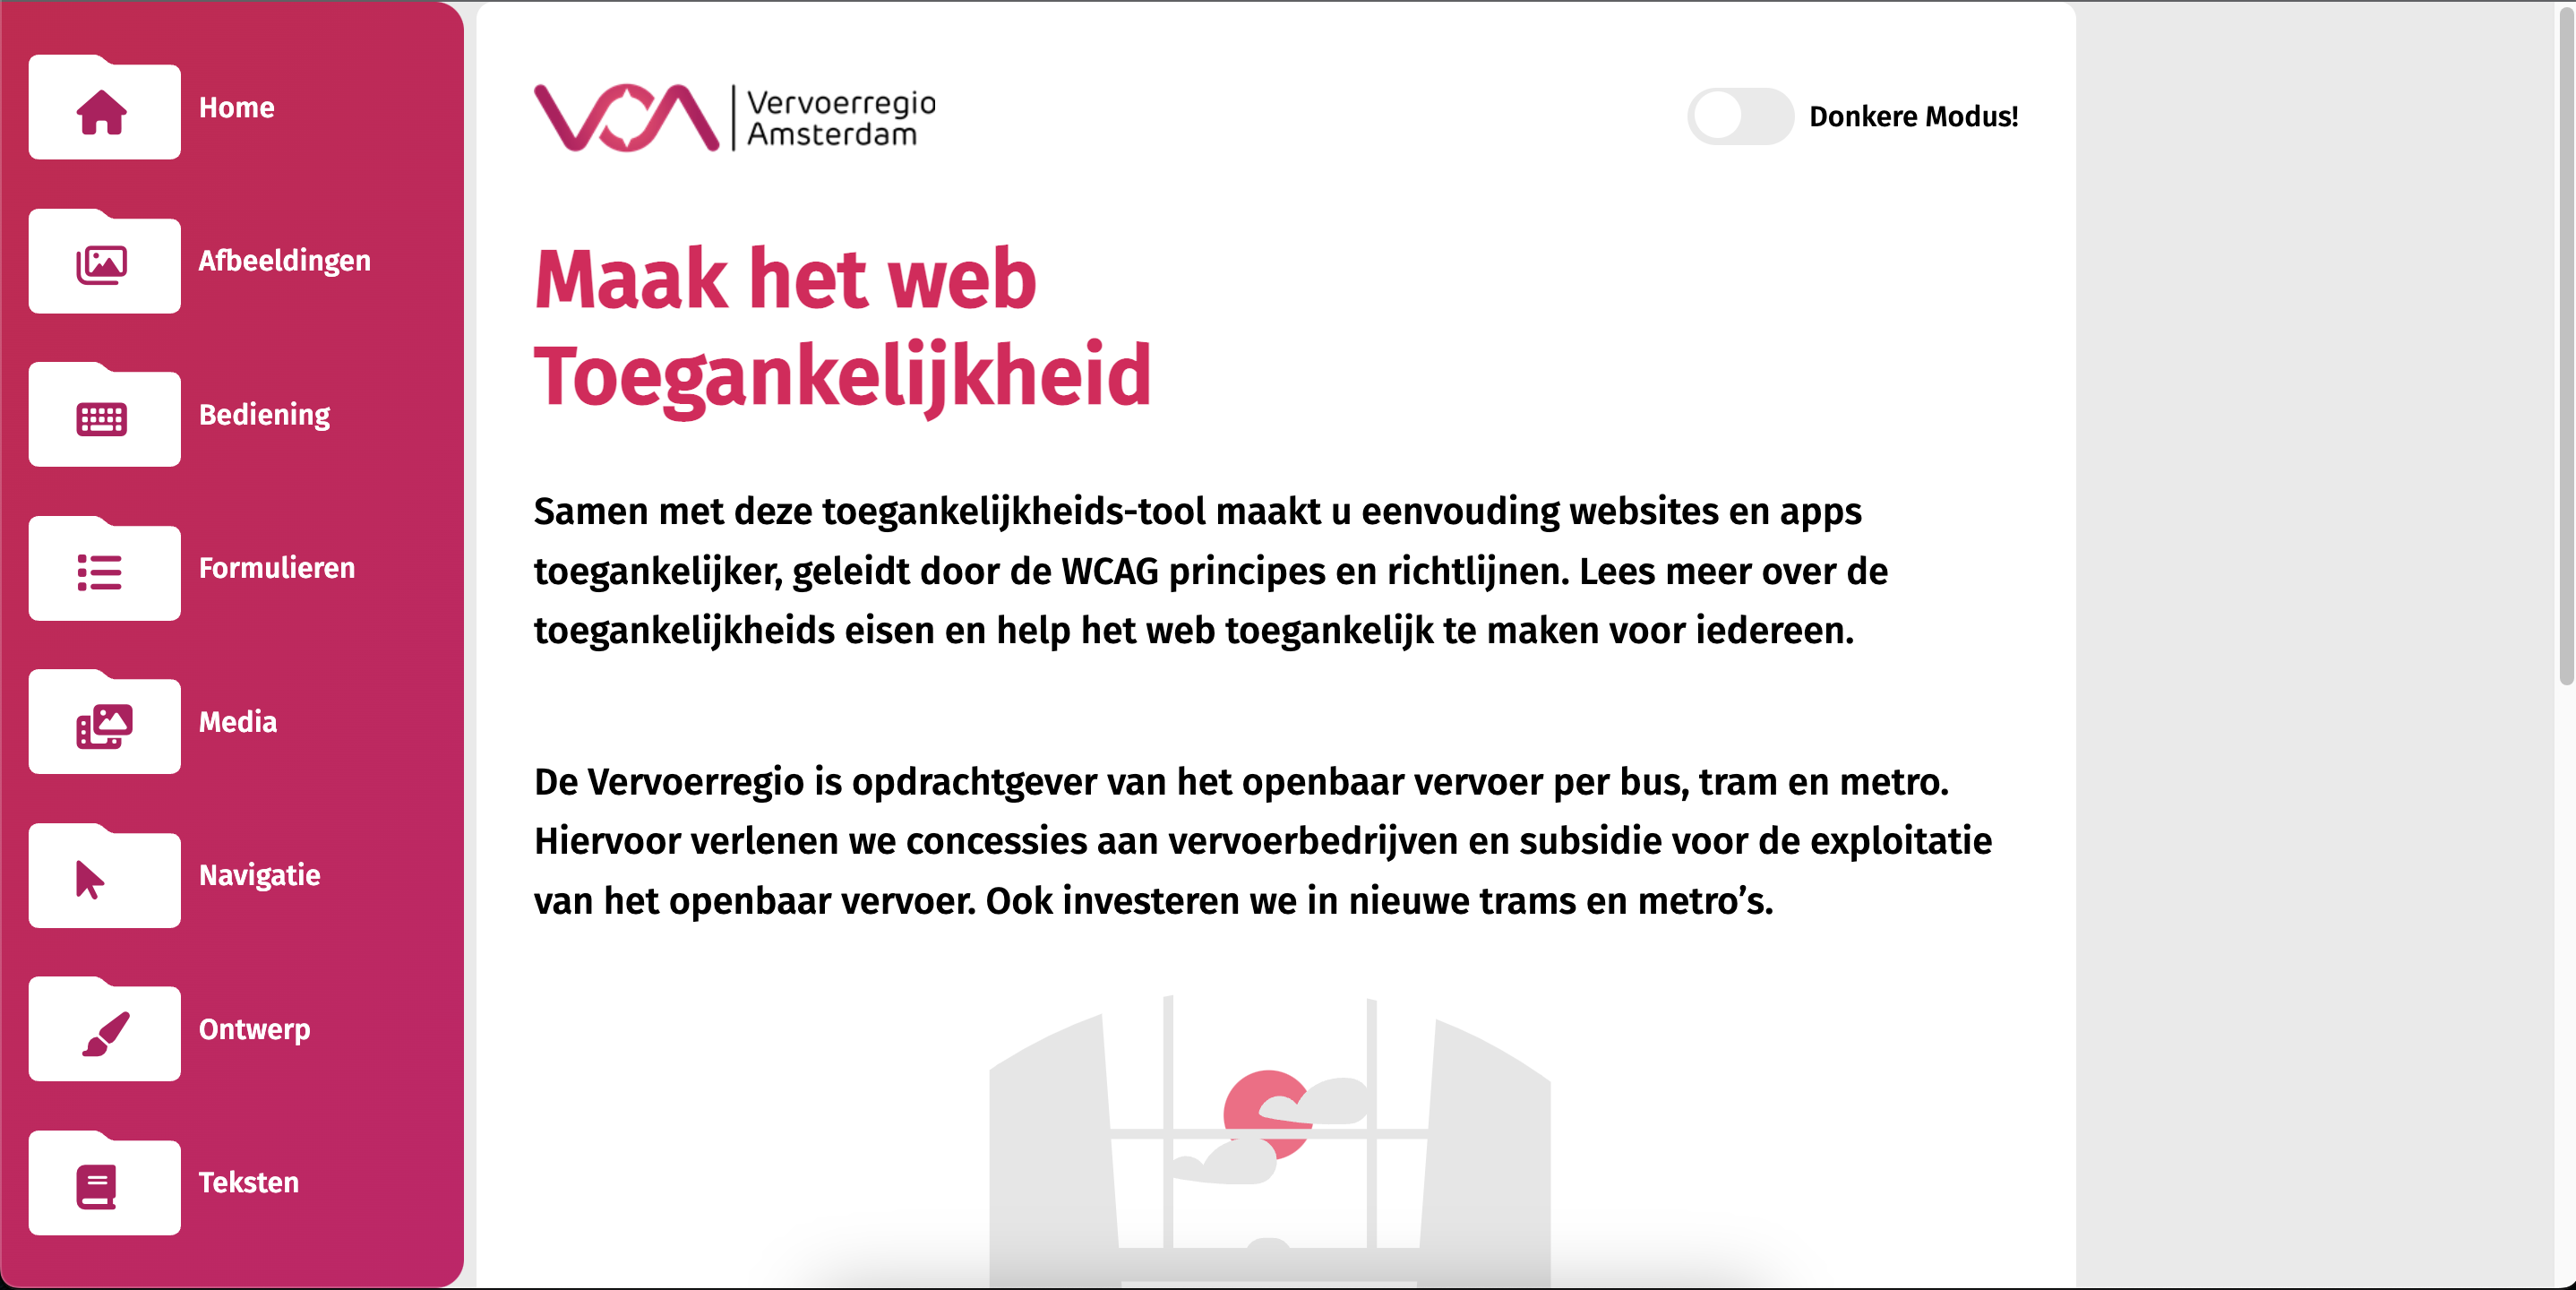 Home
Afbeeldingen
Bediening
Formulieren
Media
Navigatie
Ontwerp
Teksten
VOA
Vervoerregio
Amsterdam
Donkere Modus!
Maak het web
Toegankelijkheid
Samen met deze toegankelijkheids-tool maakt u eenvouding websites en apps
toegankelijker, geleidt door de WCAG principes en richtlijnen. Lees meer over de
toegankelijkheids eisen en help het web toegankelijk te maken voor iedereen.
De Vervoerregio is opdrachtgever van het openbaar vervoer per bus, tram en metro.
Hiervoor verlenen we concessies aan vervoerbedrijven en subsidie voor de exploitatie
van het openbaar vervoer. Ook investeren we in nieuwe trams en metro’s.